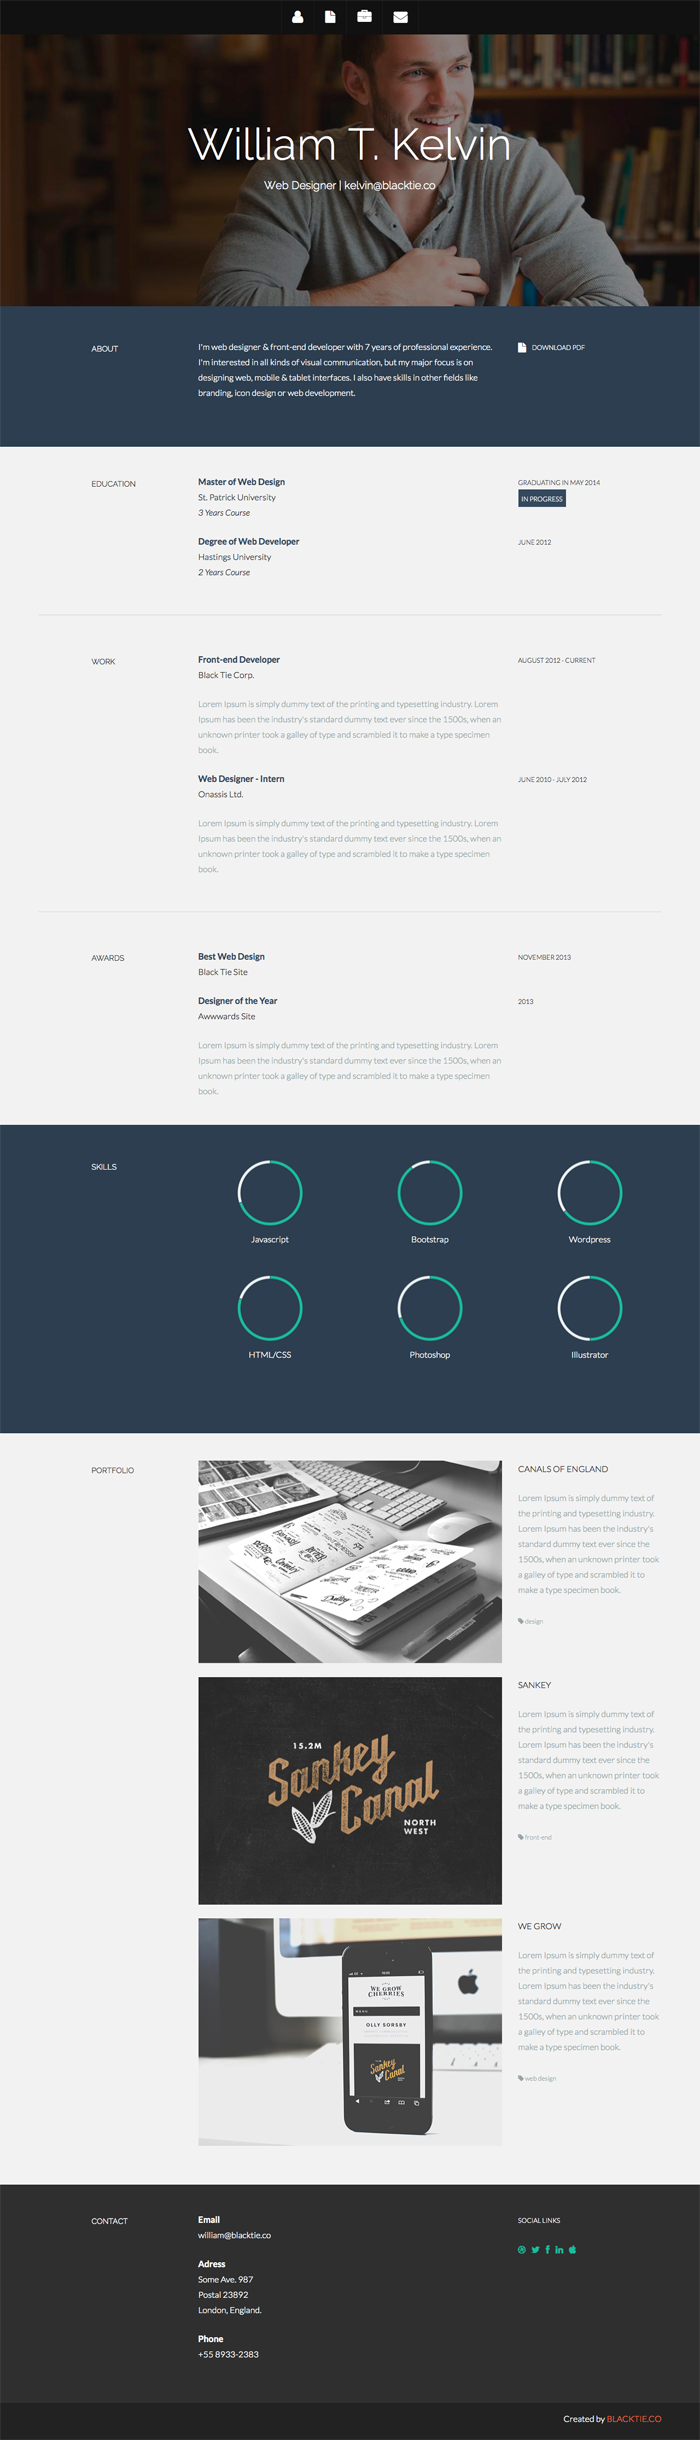 William T. Kelvin
Web Designer | kelvin@blacktie.co
ABOUT
I'm web designer & front-end developer with 7 years of professional experience.
I'm interested in all kinds of visual communication, but my major focus is on
designing web, mobile & tablet interfaces. I also have skills in other fields like
branding, icon design or web development.
DOWNLOAD PDF
EDUCATION
Master of Web Design
St. Patrick University
3 Years Course
GRADUATING IN MAY 2014
IN PROGRESS
Degree of Web Developer
Hastings University
2 Years Course
JUNE 2012
WORK
Front-end Developer
Black Tie Corp.
AUGUST 2012 - CURRENT
Lorem Ipsum is simply dummy text of the printing and typesetting industry. Lorem
Ipsum has been the industry's standard dummy text ever since the 1500s, when an
unknown printer took a galley of type and scrambled it to make a type specimen
book.
Web Designer - Intern
Onassis Ltd.
JUNE 2010 - JULY 2012
Lorem Ipsum is simply dummy text of the printing and typesetting industry. Lorem
Ipsum has been the industry's standard dummy text ever since the 1500s, when an
unknown printer took a galley of type and scrambled it to make a type specimen
book.
AWARDS
Best Web Design
Black Tie Site
NOVEMBER 2013
Designer of the Year
Awwwards Site
2013
Lorem Ipsum is simply dummy text of the printing and typesetting industry. Lorem
Ipsum has been the industry's standard dummy text ever since the 1500s, when an
unknown printer took a galley of type and scrambled it to make a type specimen
book.
SKILLS
Javascript
Bootstrap
Wordpress
HTML/CSS
Photoshop
Illustrator
PORTFOLIO
CANALS OF ENGLAND
Lorem Ipsum is simply dummy text of
the printing and typesetting industry.
Lorem Ipsum has been the industry's
standard dummy text ever since the
1500s, when an unknown printer took
a galley of type and scrambled it to
make a type specimen book.
design
15.2M
Sankey
Canal
NORTH
WEST
SANKEY
Lorem Ipsum is simply dummy text of
the printing and typesetting industry.
Lorem Ipsum has been the industry's
standard dummy text ever since the
1500s, when an unknown printer took
a galley of type and scrambled it to
make a type specimen book.
front-end
WE GROW
CHERRIES
MENU
OLLY SORSBY
Sankey
Canal
WE GROW
Lorem Ipsum is simply dummy text of
the printing and typesetting industry.
Lorem Ipsum has been the industry's
standard dummy text ever since the
1500s, when an unknown printer took
a galley of type and scrambled it to
make a type specimen book.
web design
CONTACT
Email
william@blacktie.co
Adress
Some Ave. 987
Postal 23892
London, England.
Phone
+55 8933-2383
SOCIAL LINKS
Created by BLACKTIE.CO